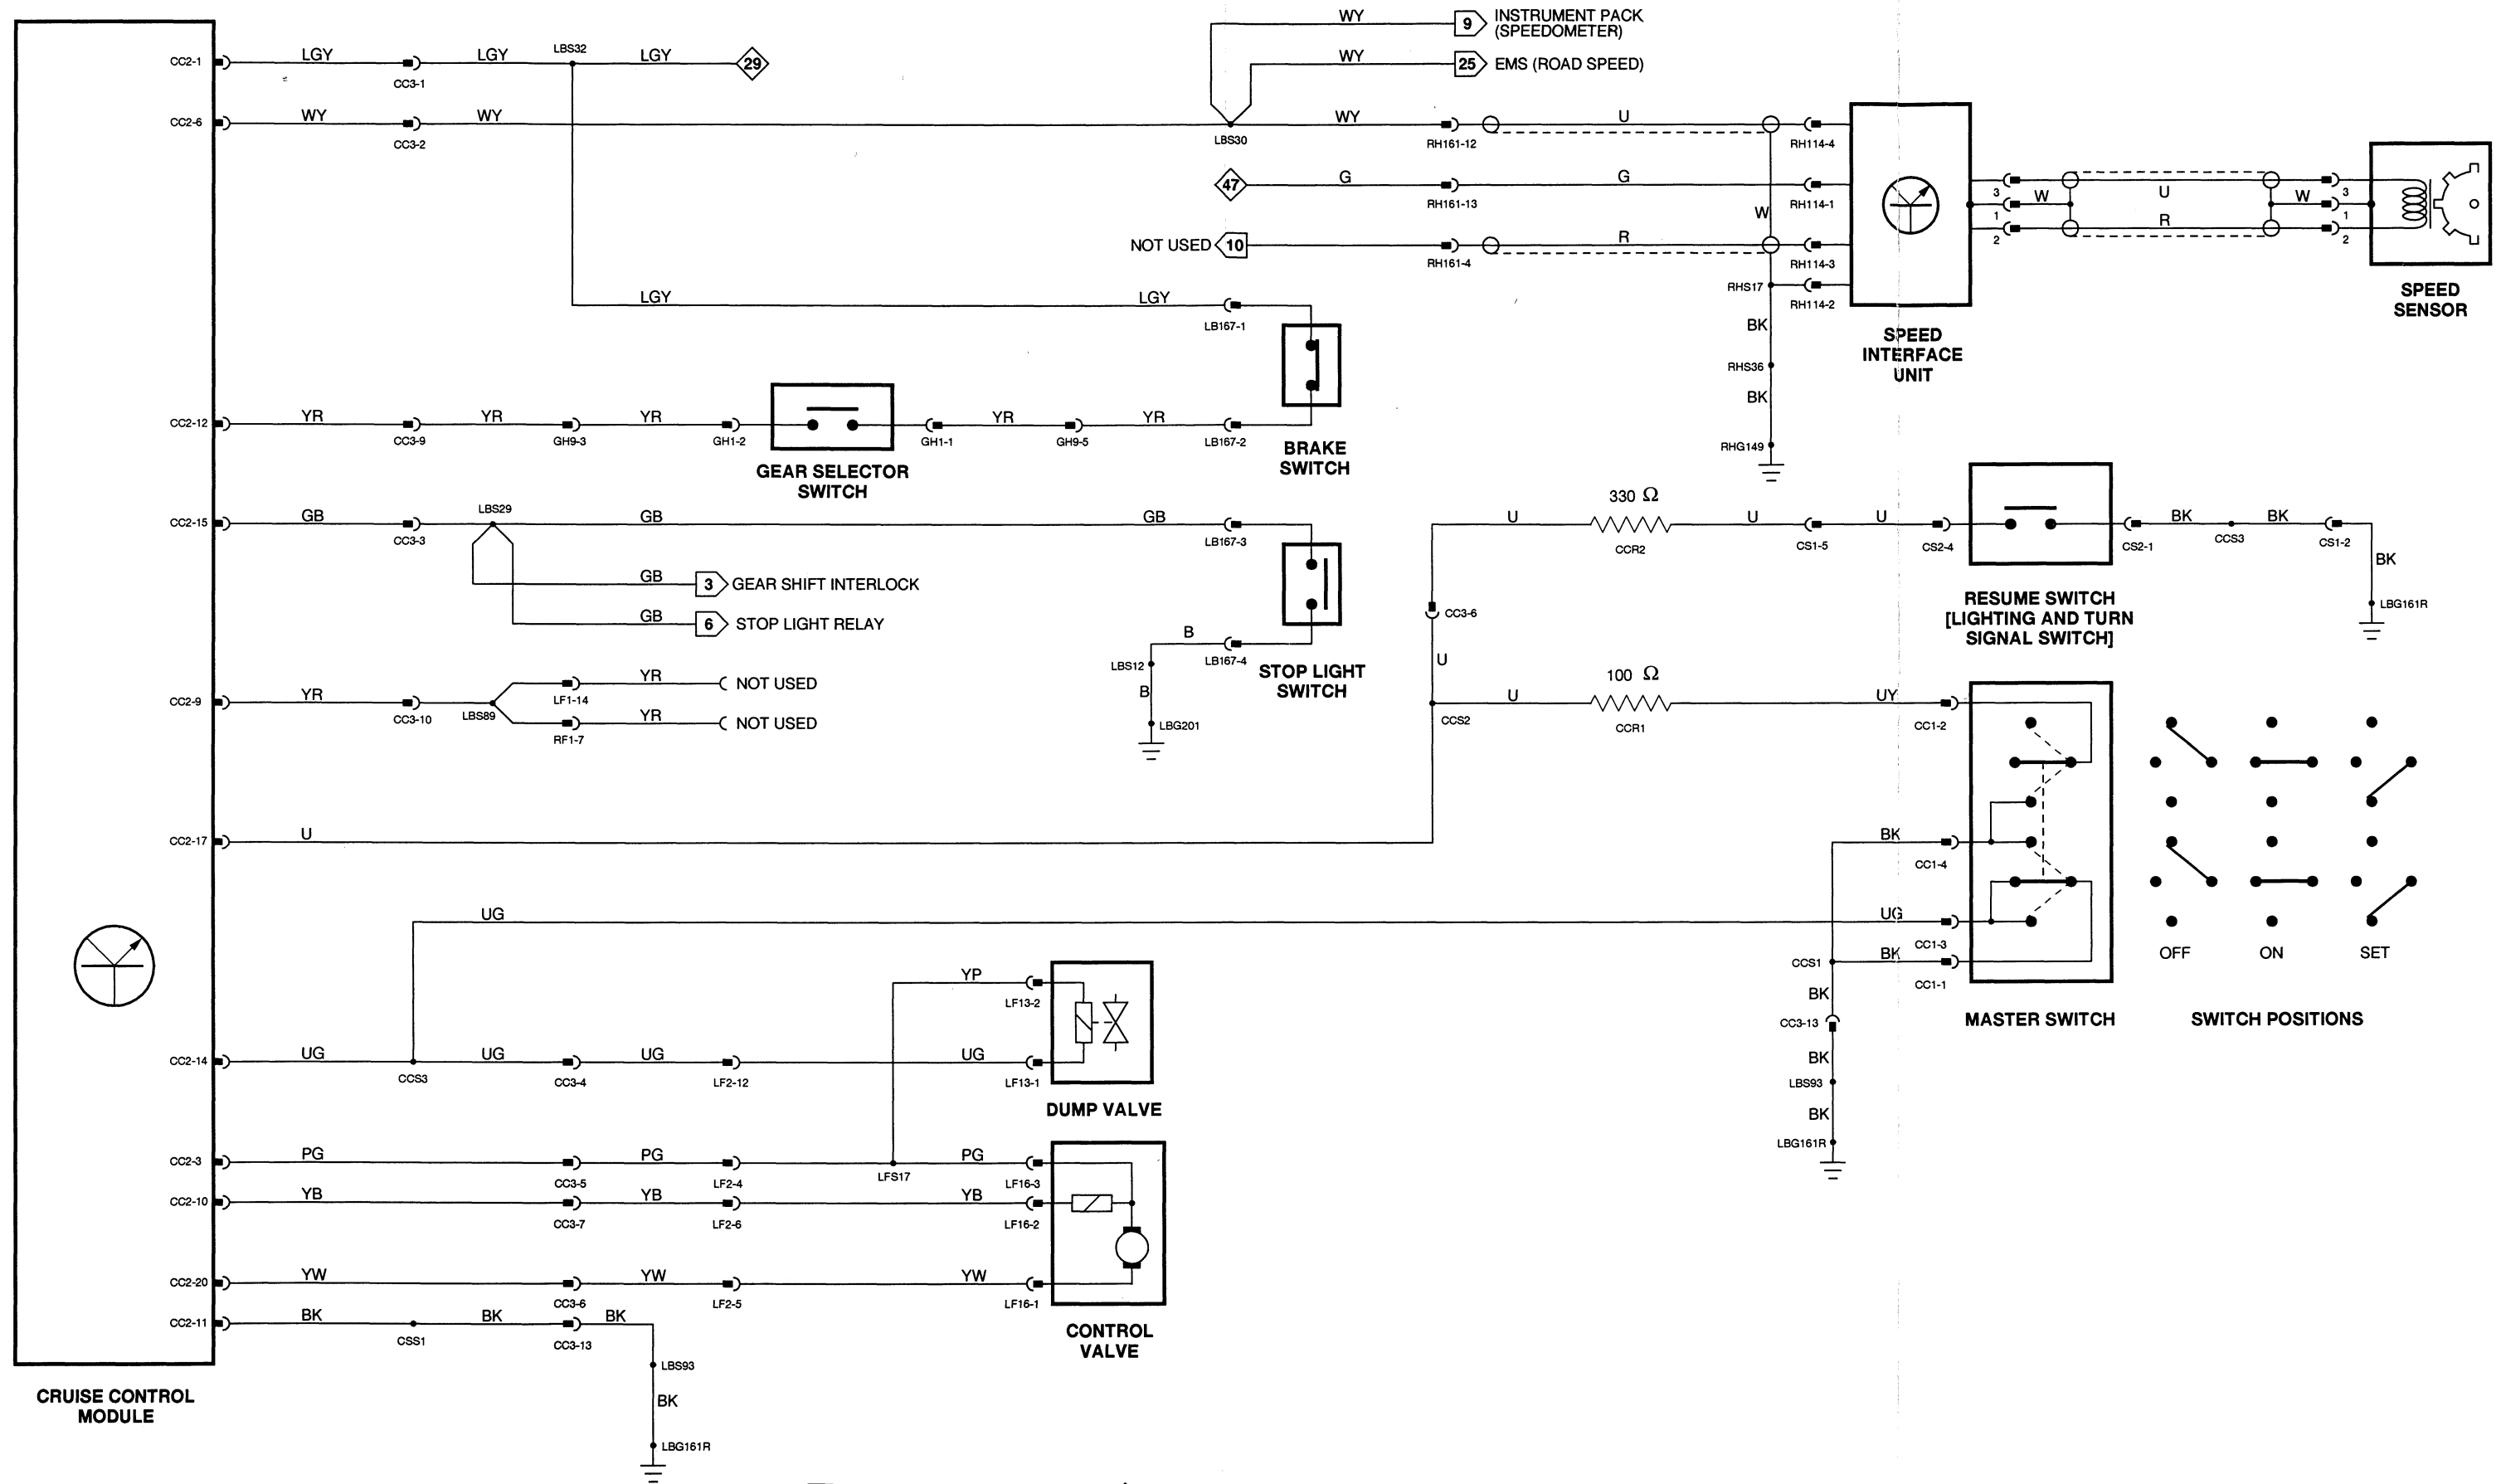 WY
9
INSTRUMENT PACK
(SPEEDOMETER)
CC2-1
LGY
CC3-1
LGY
LBS32
LGY
29
WY
25
EMS (ROAD SPEED)
CC2-6
WY
CC3-2
WY
LBS30
WY
RH161-12
U
RH114-4
47
G
RH161-13
G
RH114-1
W
NOT USED
10
RH161-4
R
RH114-3
RHS17
RH114-2
BK
RHS36
BK
RHG149
SPEED
INTERFACE
UNIT
3
W
1
2
U
R
W
3
1
2
SPEED
SENSOR
LGY
LGY
LB167-1
CC2-12
YR
CC3-9
YR
GH9-3
YR
GH1-2
GEAR SELECTOR
SWITCH
GH1-1
YR
GH9-5
YR
LB167-2
BRAKE
SWITCH
CC2-15
GB
CC3-3
LBS29
GB
GB
LB167-3
GB
3
GEAR SHIFT INTERLOCK
GB
6
STOP LIGHT RELAY
B
LB167-4
LBS12
B
LBG201
STOP LIGHT
SWITCH
CC2-9
YR
CC3-10
LBS89
LF1-14
YR
NOT USED
RF1-7
YR
NOT USED
330 Ω
U
CCR2
U
CS1-5
U
CS2-4
CS2-1
BK
CCS3
BK
CS1-2
BK
LBG161R
RESUME SWITCH
[LIGHTING AND TURN
SIGNAL SWITCH]
CC3-6
U
100 Ω
CCS2
U
CCR1
UY
CC1-2
CC2-17
U
BK
CC1-4
UG
UG
CC1-3
CCS1
BK
CC1-1
BK
CC3-13
BK
LBS93
BK
LBG161R
MASTER SWITCH
OFF
ON
SET
SWITCH POSITIONS
CC2-14
UG
CCS3
UG
CC3-4
UG
LF2-12
UG
LF13-1
YP
LF13-2
DUMP VALVE
CC2-3
PG
CC3-5
PG
LF2-4
LFS17
PG
LF16-3
CC2-10
YB
CC3-7
YB
LF2-6
YB
LF16-2
CC2-20
YW
CC3-6
YW
LF2-5
YW
LF16-1
CONTROL
VALVE
CC2-11
BK
CSS1
BK
CC3-13
BK
LBS93
BK
LBG161R
CRUISE CONTROL
MODULE